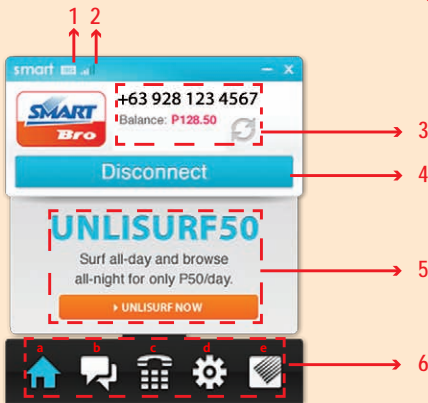 1 2
smart
+63 928 123 4567
Balance: P128.50
SMART
Bro
3
Disconnect
4
UNLISURF50
Surf all-day and browse
all-night for only P50/day.
5
UNLISURF NOW
a b c d e
6